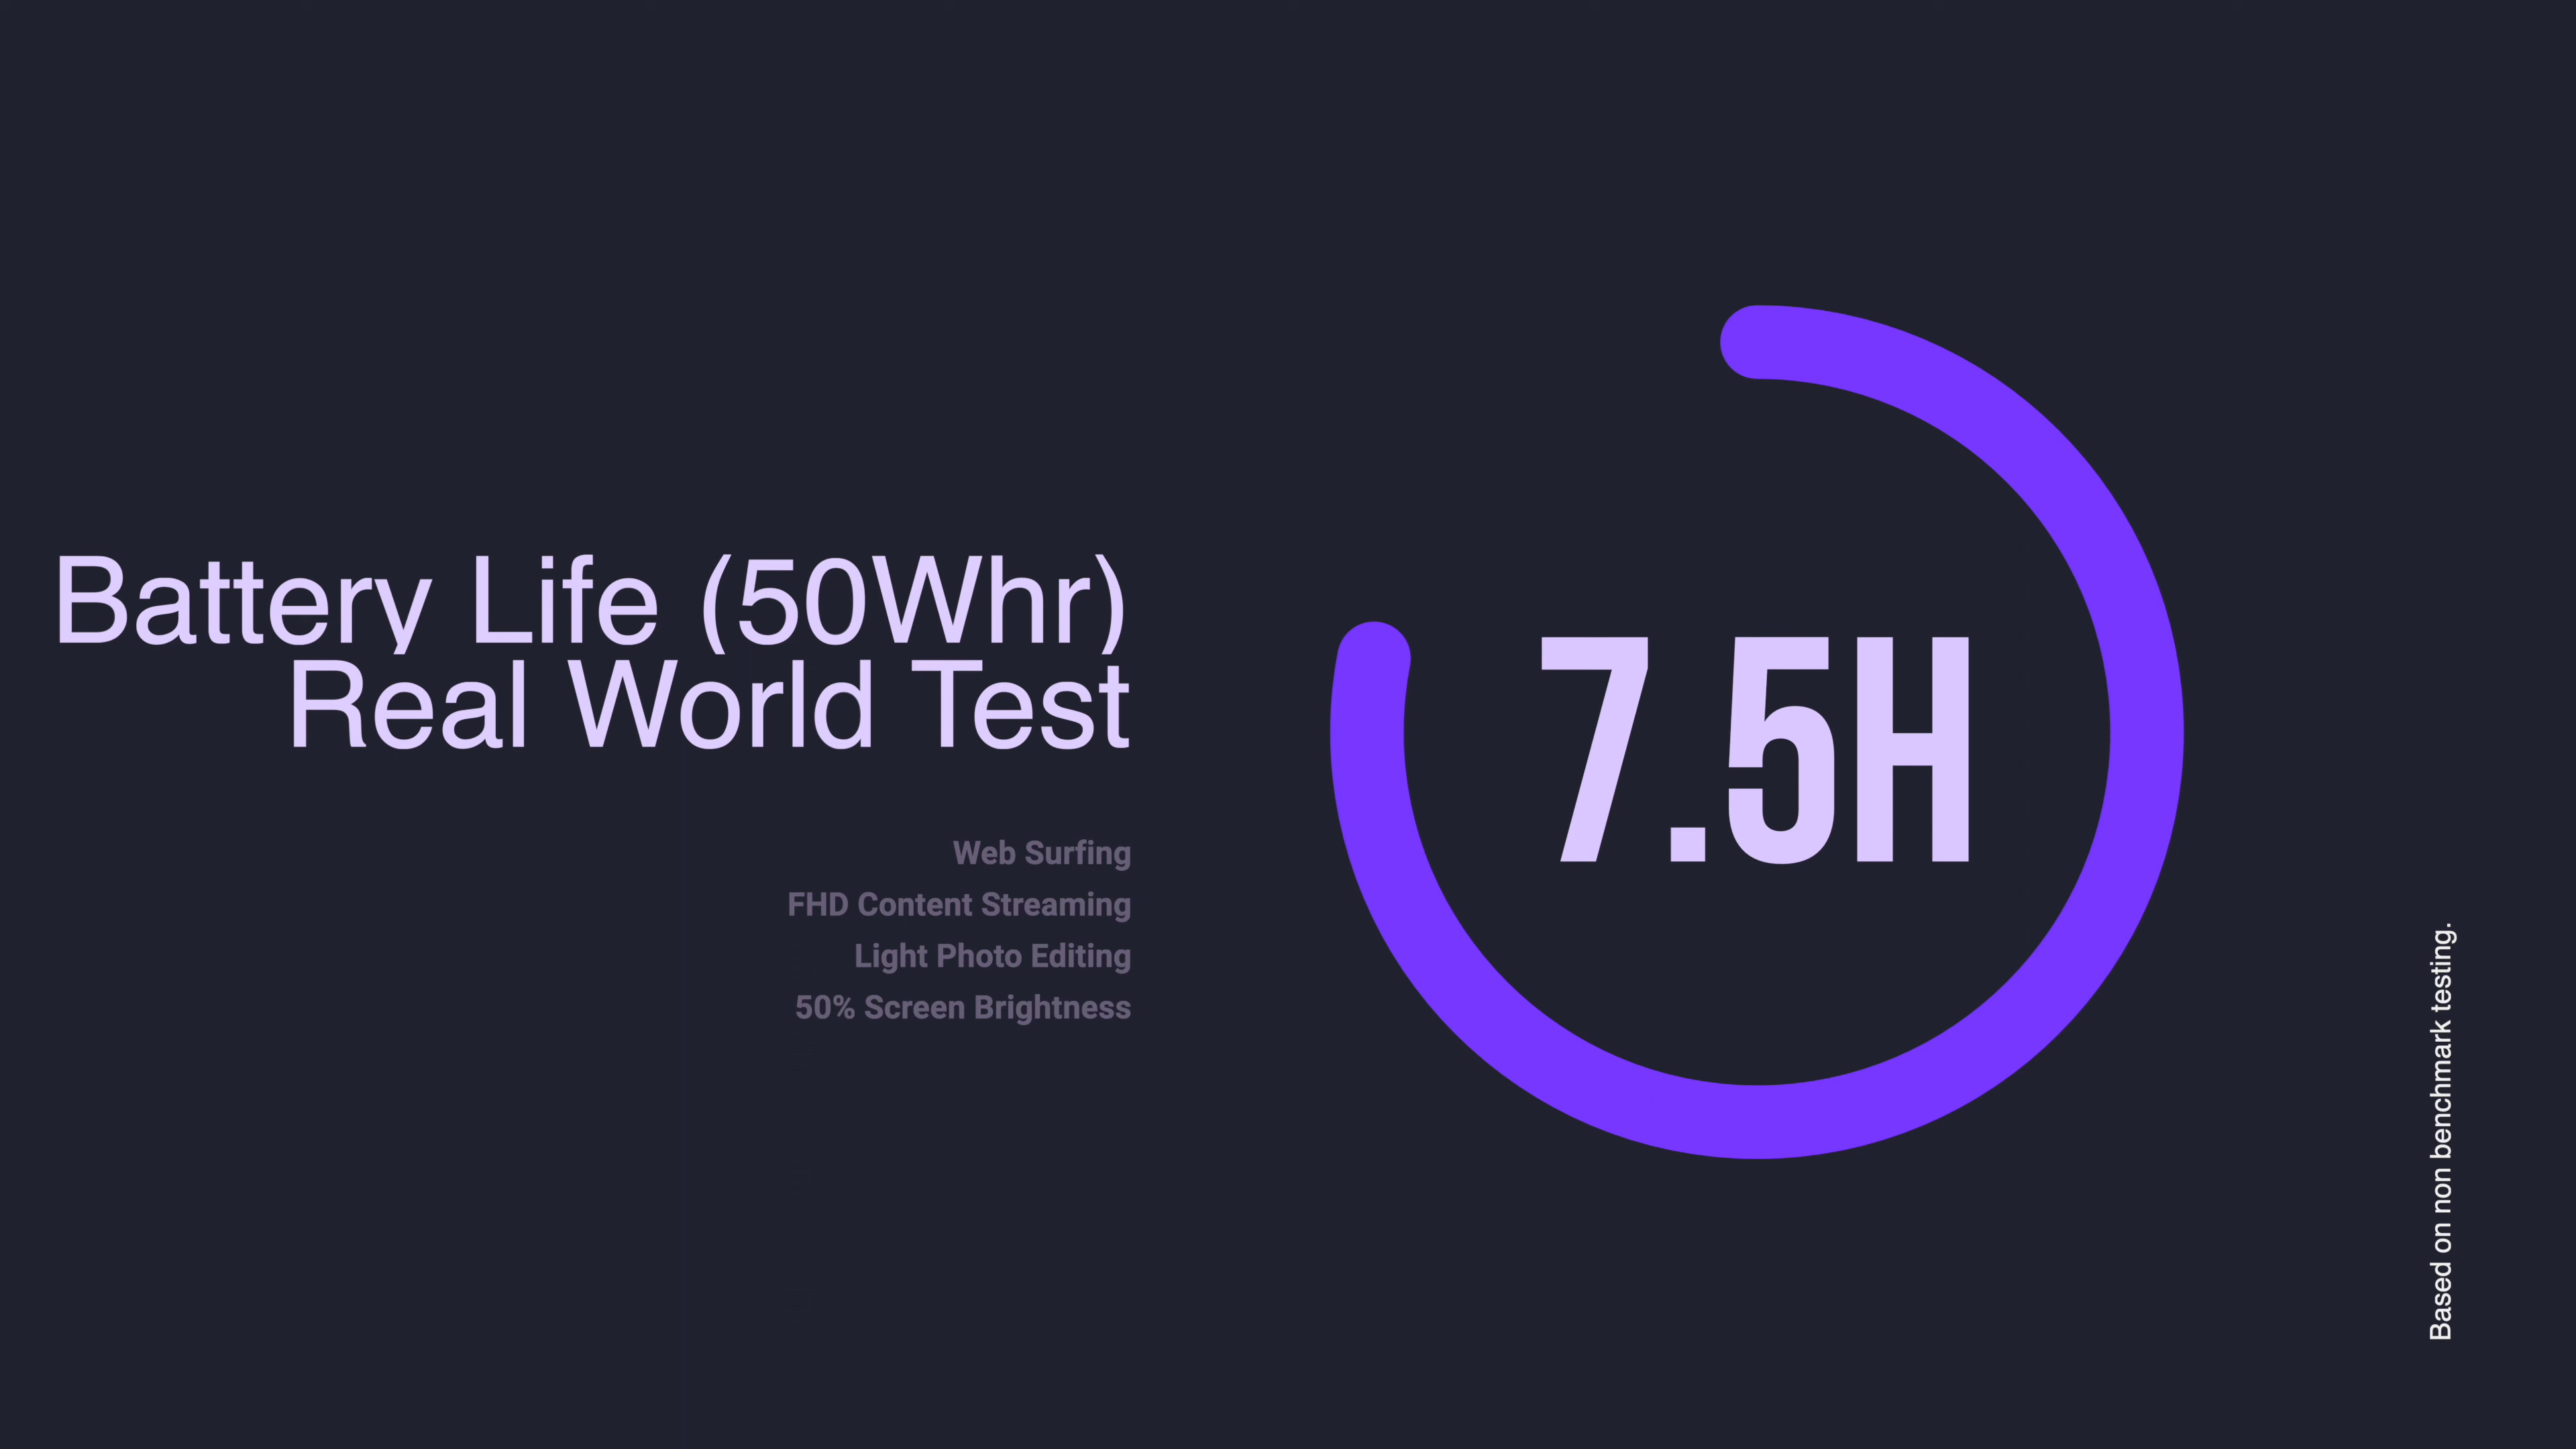 Battery Life (50Whr)
Real World Test
Web Surfing
FHD Content Streaming
Light Photo Editing
50% Screen Brightness
7.5H
Based on non benchmark testing.